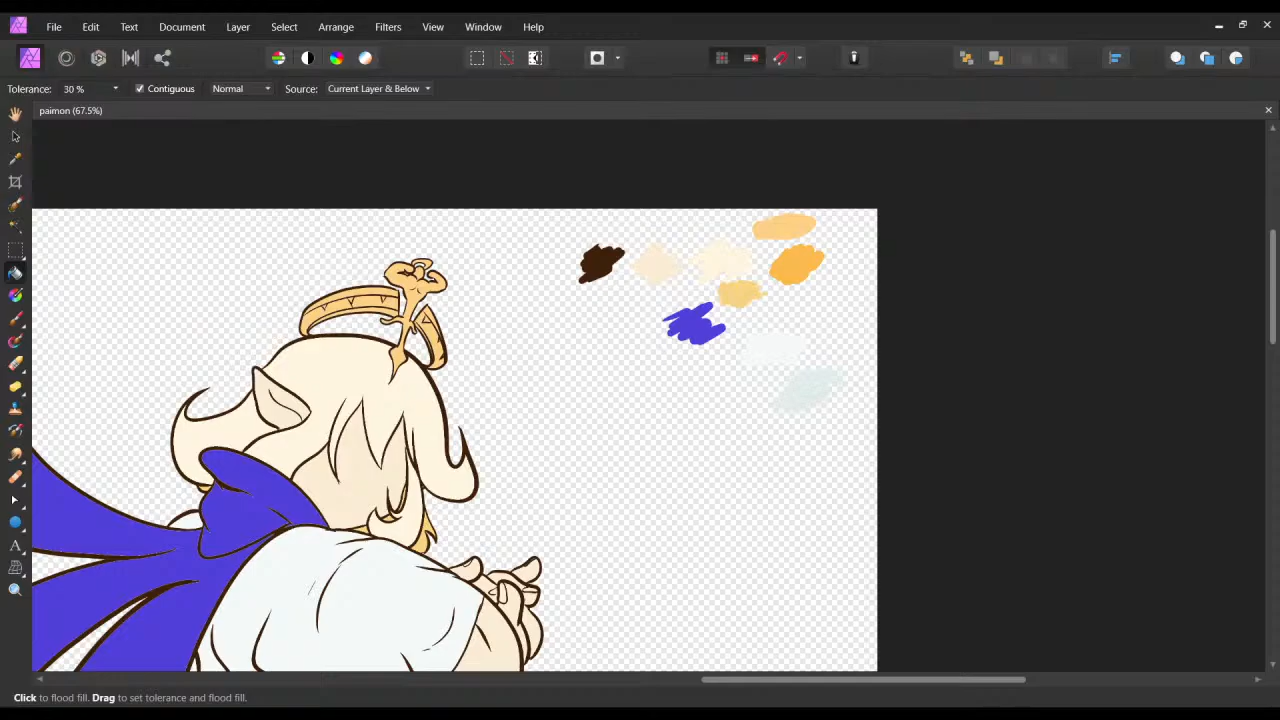 File Edit Text Document Layer Select Arrange Filters View Window Help
Tolerance: 30 % Contiguous Normal Source: Current Layer & Below
paimon (67.5%)
Click to flood fill. Drag to set tolerance and flood fill.